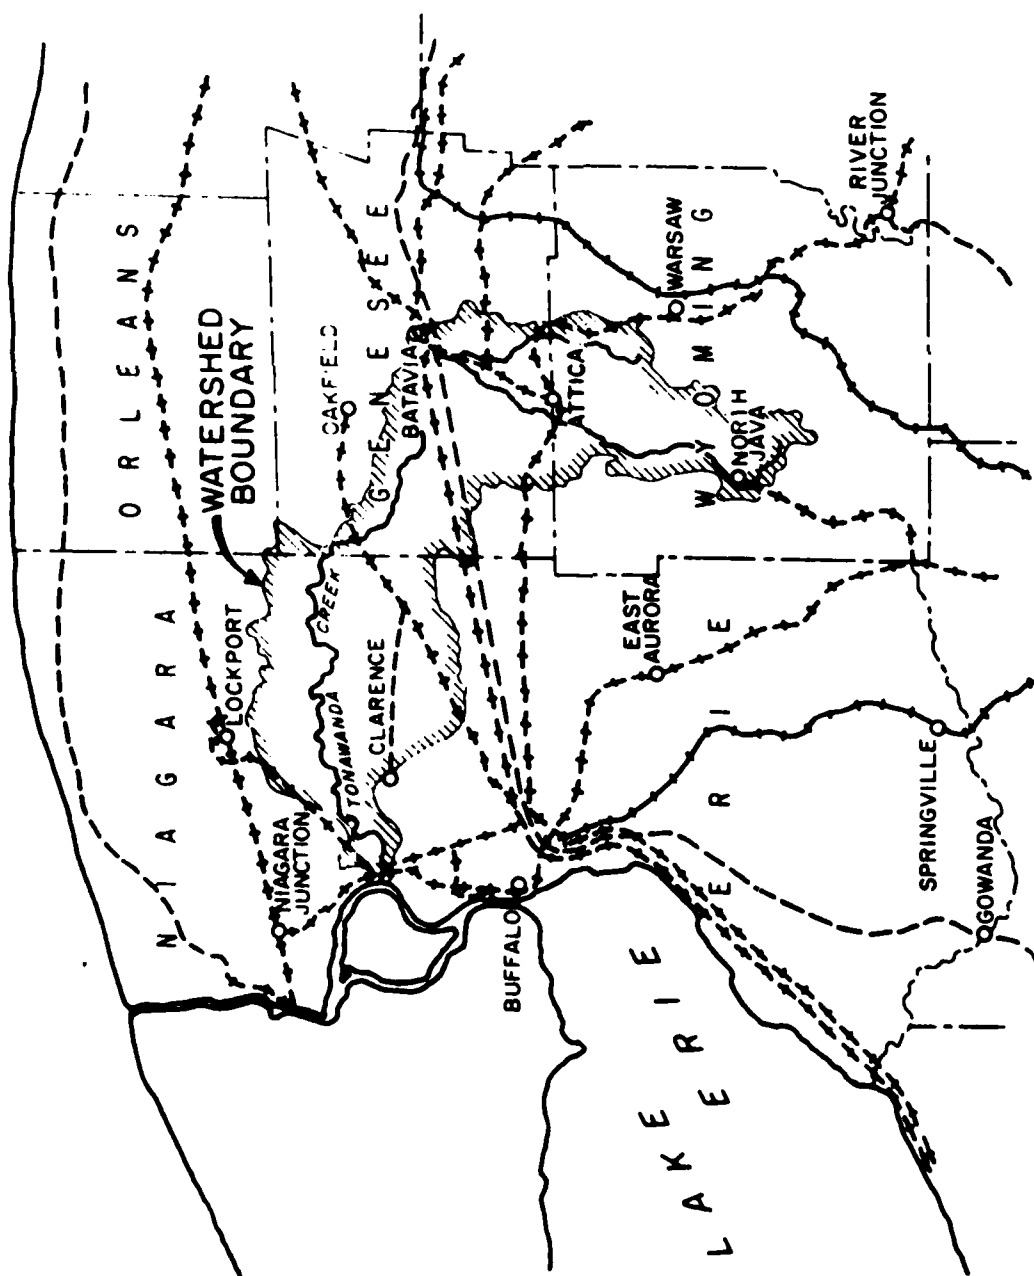 ORLEANS
NIAGARA
WATERSHED
BOUNDARY
LOCKPORT
NIAGARA
JUNCTION
OAKFIELD
GENESEE
BATAVIA
TONAWANDA
CREEK
CLARENCE
BUFFALO
ATTICA
WARSAW
WYOMING
NORTH
JAVA
RIVER
JUNCTION
EAST
AURORA
ERIE
SPRINGVILLE
GOWANDA
LAKE
ERIE